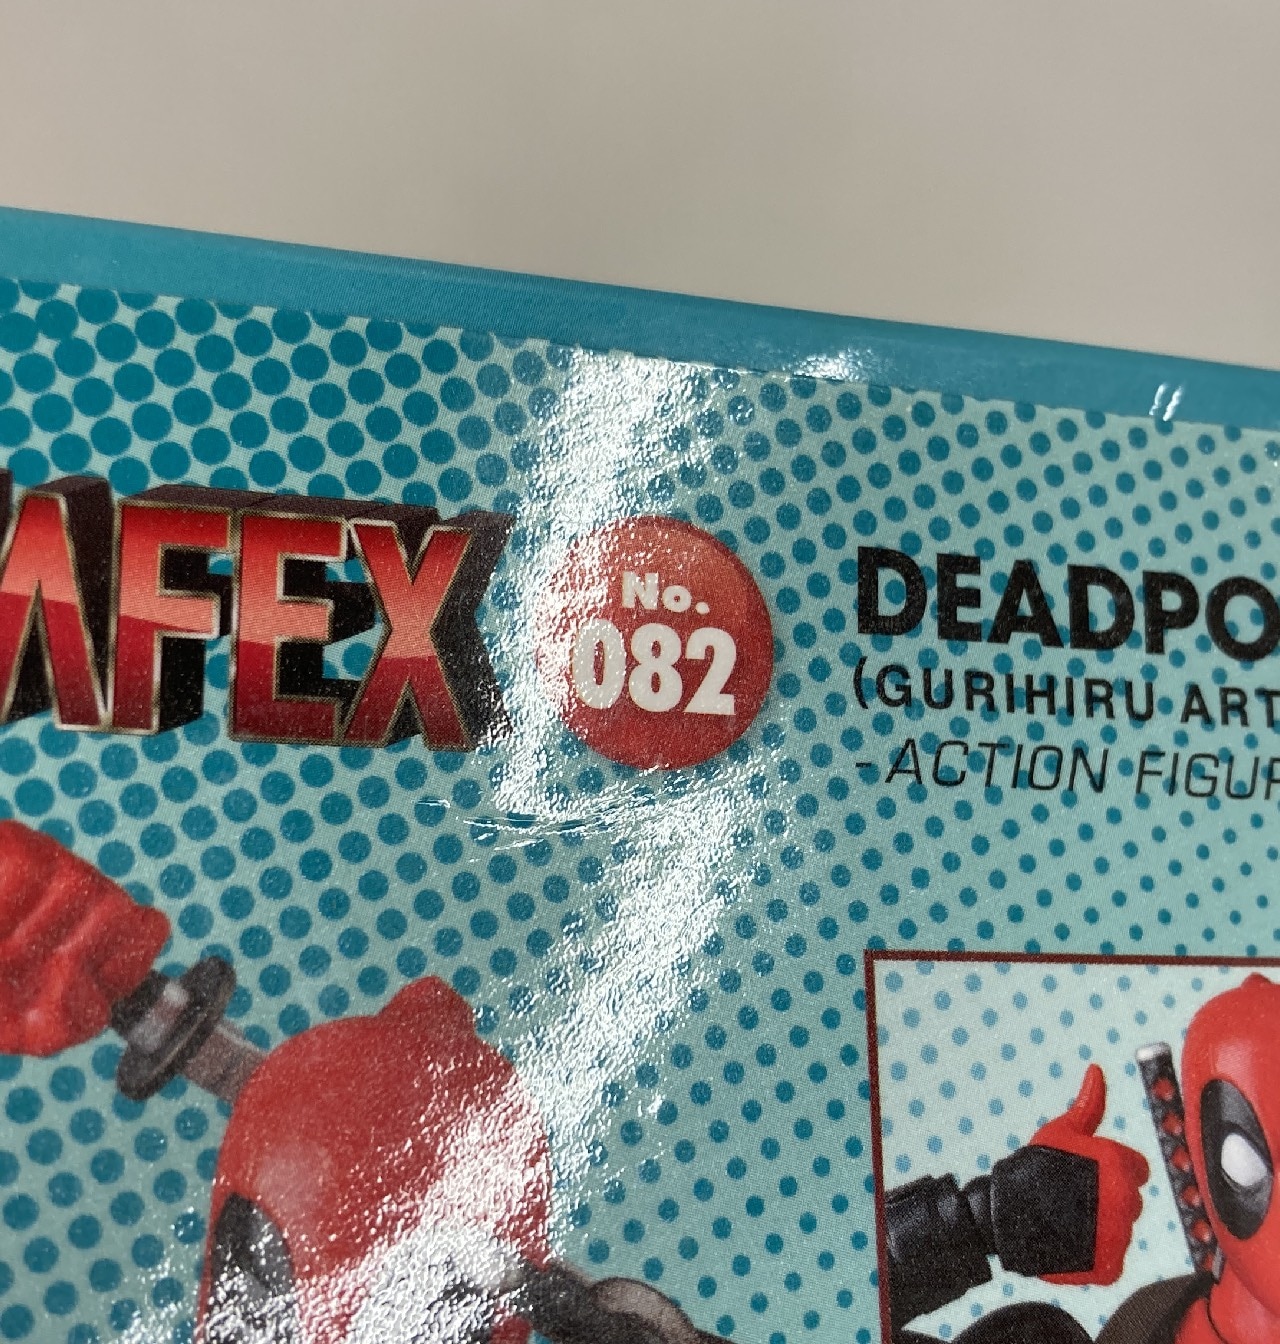 AFEX
No.
082
DEADPO
(GURIHIRU ART
-ACTION FIGUR